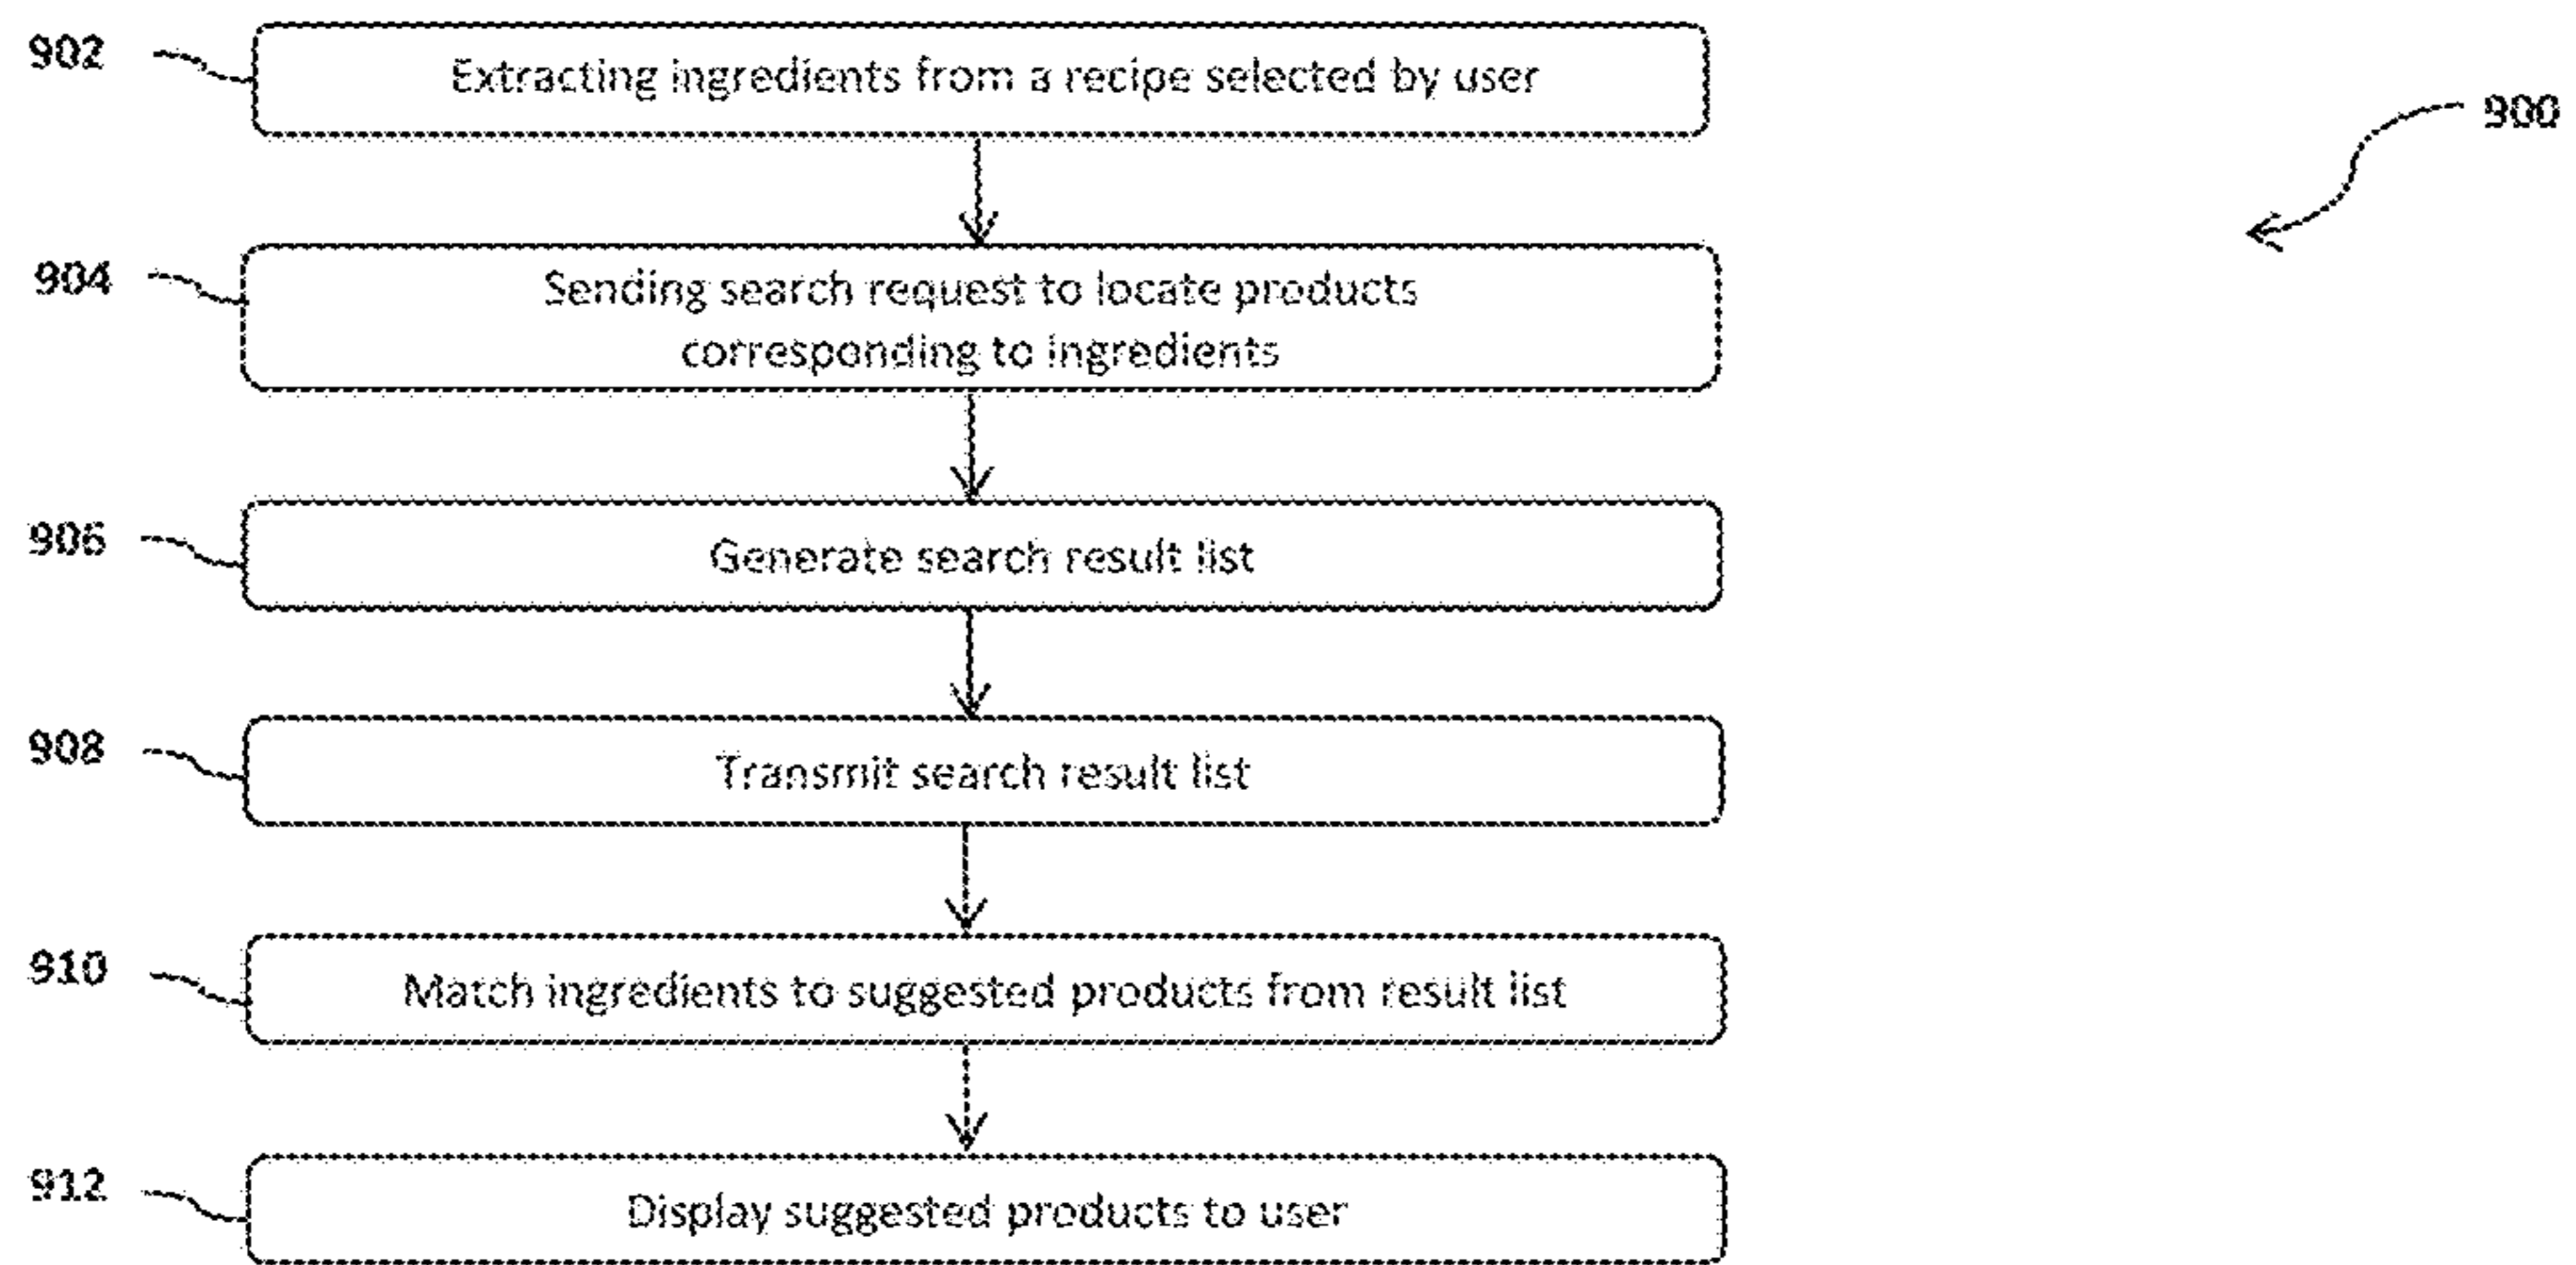 902
Extracting ingredients from a recipe selected by user
900
904
Sending search request to locate products
corresponding to ingredients
906
Generate search result list
908
Transmit search result list
910
Match ingredients to suggested products from result list
912
Display suggested products to user